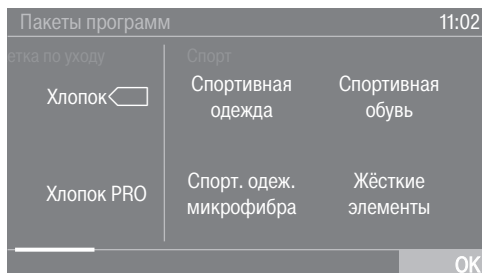 Пакеты программ 11:02
етка по уходу Спорт
Хлопок
Спортивная
одежда
Спортивная
обувь
Хлопок PRO
Спорт. одеж.
микрофибра
Жёсткие
элементы
OK